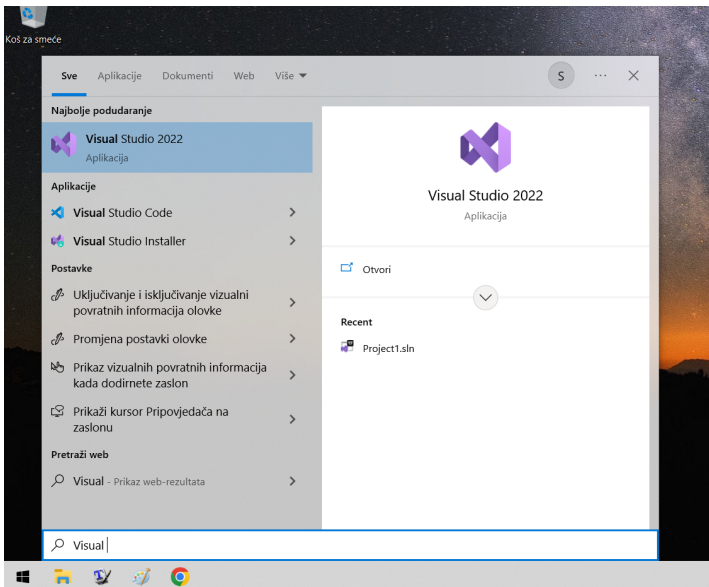 Koš za smeće
Sve Aplikacije Dokumenti Web Više
S
Najbolje podudaranje
Visual Studio 2022
Aplikacija
Aplikacije
Visual Studio Code
Visual Studio Installer
Postavke
Uključivanje i isključivanje vizualni
povratnih informacija olovke
Promjena postavki olovke
Prikaz vizualnih povratnih informacija
kada dodirnete zaslon
Prikaži kursor Pripovjedača na
zaslonu
Pretraži web
Visual - Prikaz web-rezultata
Visual Studio 2022
Aplikacija
Otvori
Recent
Project1.sln
Visual